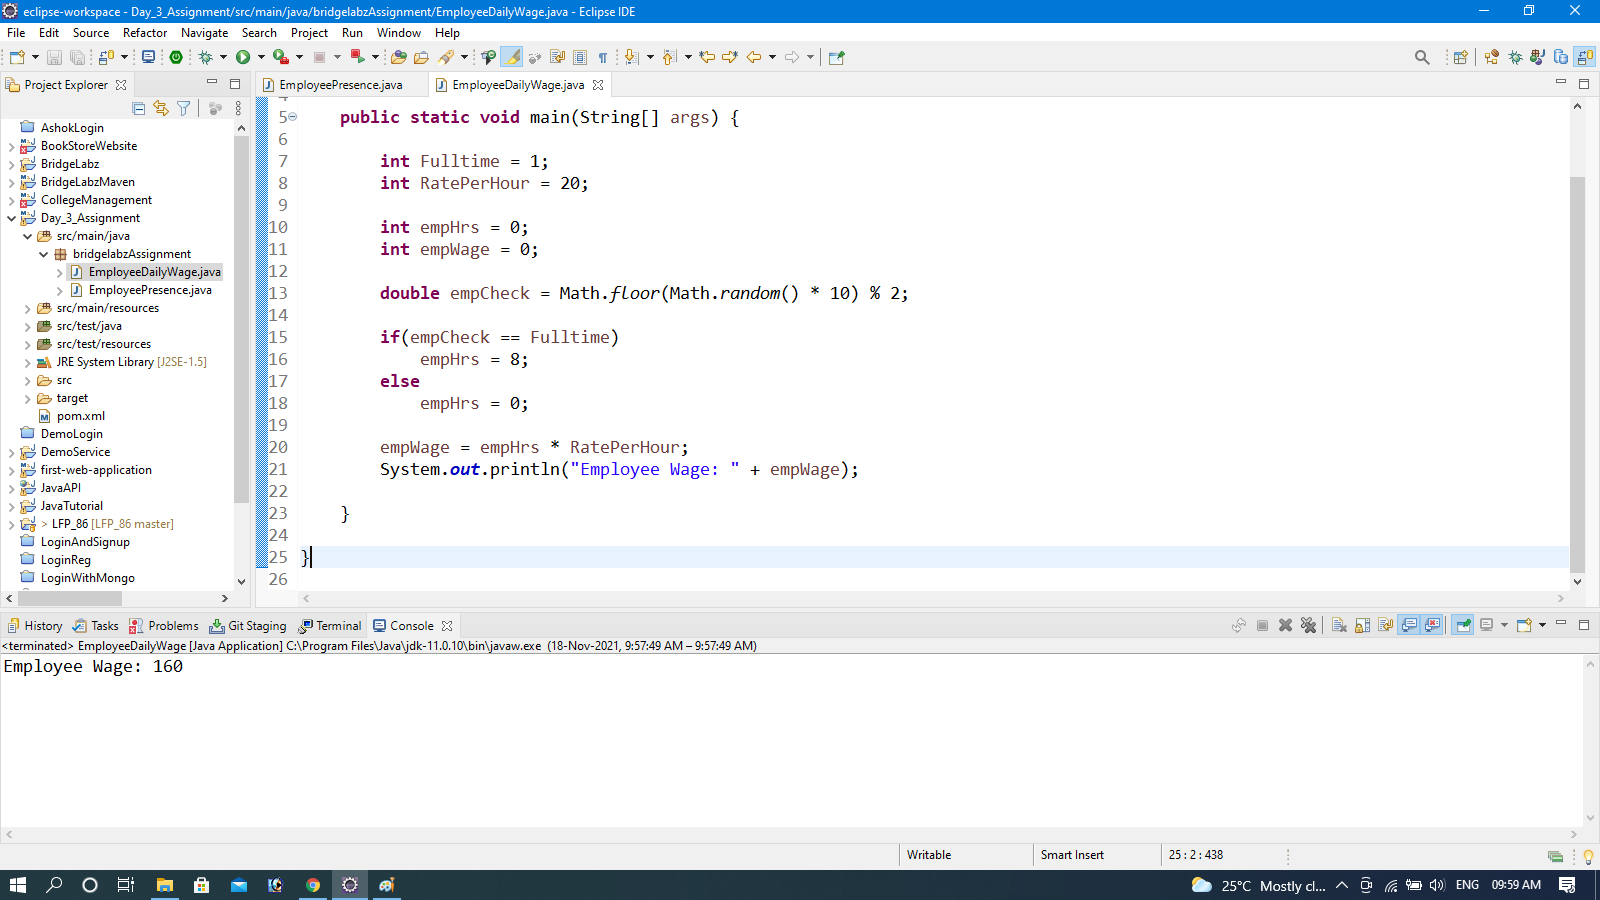 eclipse-workspace - Day_3_Assignment/src/main/java/bridgelabzAssignment/EmployeeDailyWage.java - Eclipse IDE
File Edit Source Refactor Navigate Search Project Run Window Help
Project Explorer
AshokLogin
BookStoreWebsite
BridgeLabz
BridgeLabzMaven
CollegeManagement
Day_3_Assignment
src/main/java
bridgelabzAssignment
EmployeeDailyWage.java
EmployeePresence.java
src/main/resources
src/test/java
src/test/resources
JRE System Library [J2SE-1.5]
src
target
pom.xml
DemoLogin
DemoService
first-web-application
JavaAPI
JavaTutorial
> LFP_86 [LFP_86 master]
LoginAndSignup
LoginReg
LoginWithMongo
EmployeePresence.java EmployeeDailyWage.java
5 public static void main(String[] args) {
6
7 int Fulltime = 1;
8 int RatePerHour = 20;
9
10 int empHrs = 0;
11 int empWage = 0;
12
13 double empCheck = Math.floor(Math.random() * 10) % 2;
14
15 if(empCheck == Fulltime)
16 empHrs = 8;
17 else
18 empHrs = 0;
19
20 empWage = empHrs * RatePerHour;
21 System.out.println("Employee Wage: " + empWage);
22
23 }
24
25 }
26
History Tasks Problems Git Staging Terminal Console
<terminated> EmployeeDailyWage [Java Application] C:\Program Files\Java\jdk-11.0.10\bin\javaw.exe (18-Nov-2021, 9:57:49 AM – 9:57:49 AM)
Employee Wage: 160
Writable Smart Insert 25 : 2 : 438
25°C Mostly cl... ENG 09:59 AM